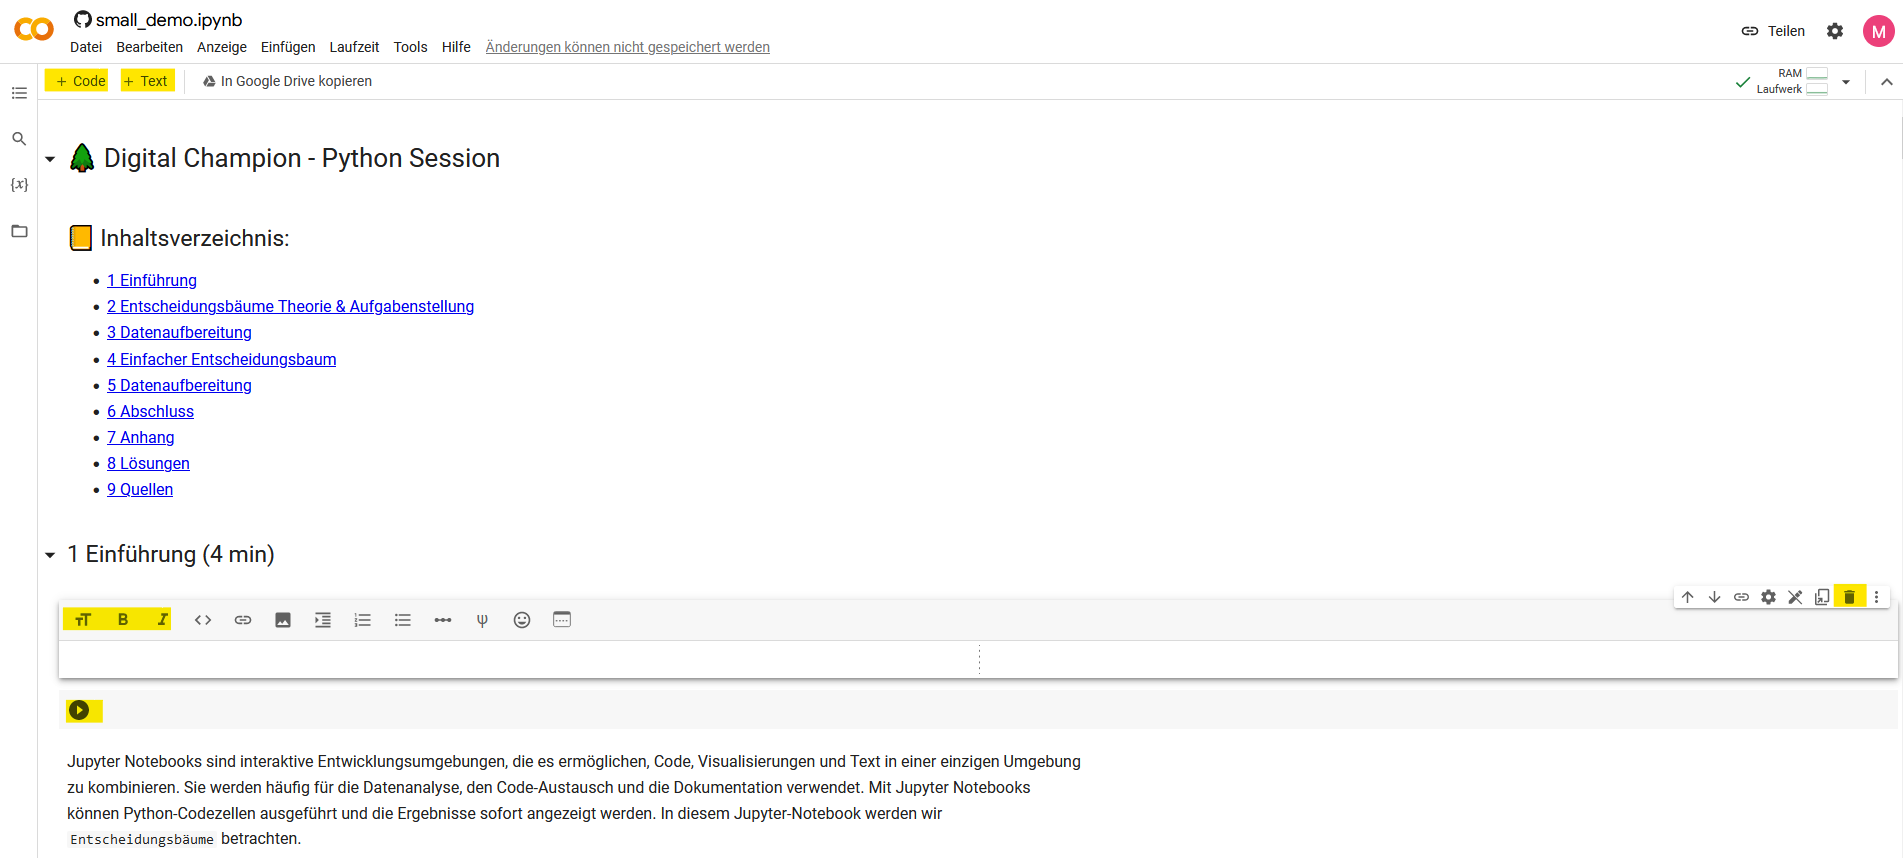 small_demo.ipynb
Datei Bearbeiten Anzeige Einfügen Laufzeit Tools Hilfe Änderungen können nicht gespeichert werden
Teilen
M
+ Code + Text In Google Drive kopieren
RAM
Laufwerk
{x}
Digital Champion - Python Session
Inhaltsverzeichnis:
• 1 Einführung
• 2 Entscheidungsbäume Theorie & Aufgabenstellung
• 3 Datenaufbereitung
• 4 Einfacher Entscheidungsbaum
• 5 Datenaufbereitung
• 6 Abschluss
• 7 Anhang
• 8 Lösungen
• 9 Quellen
1 Einführung (4 min)
TT B I <> Ψ
Jupyter Notebooks sind interaktive Entwicklungsumgebungen, die es ermöglichen, Code, Visualisierungen und Text in einer einzigen Umgebung
zu kombinieren. Sie werden häufig für die Datenanalyse, den Code-Austausch und die Dokumentation verwendet. Mit Jupyter Notebooks
können Python-Codezellen ausgeführt und die Ergebnisse sofort angezeigt werden. In diesem Jupyter-Notebook werden wir
Entscheidungsbäume betrachten.